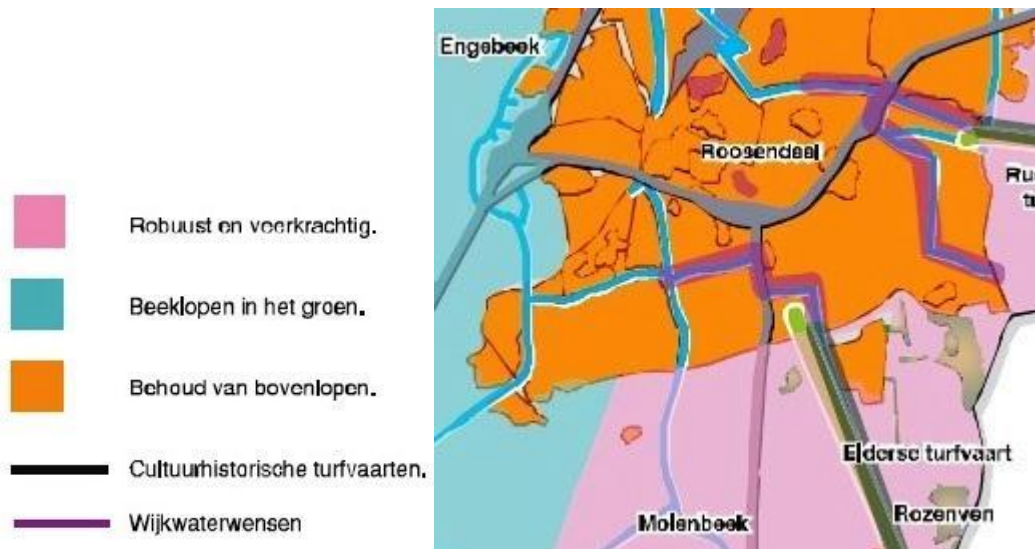 Engebeek
Roosendaal
Robuust en veerkrachtig.
Beeklopen in het groen.
Behoud van bovenlopen.
Cultuurhistorische turfvaarten.
Wijkwaterwensen
Elderse turfvaart
Rozenven
Molenbeek